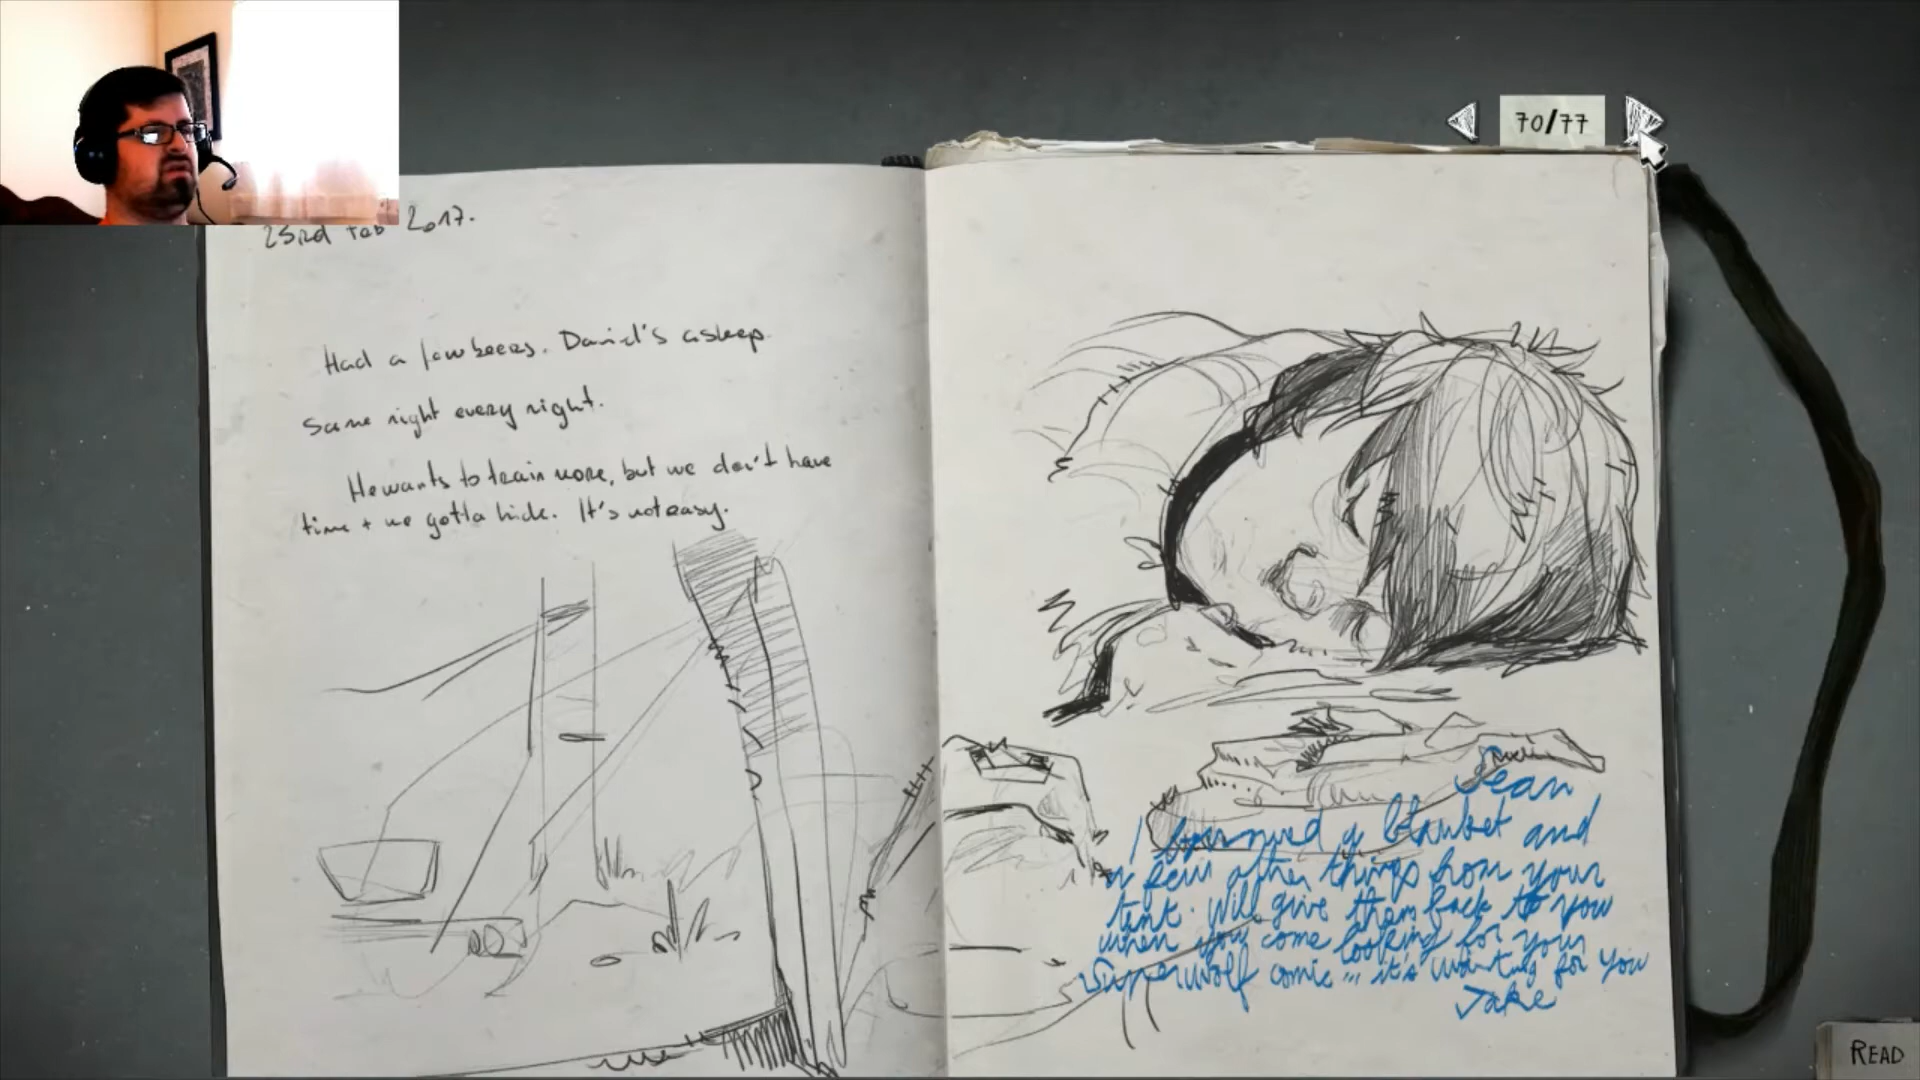 70/77
23rd Feb 2017.
Had a few beers. Daniel's asleep
Same night every night.
He wants to train more, but we don't have
time + we gotta hide. It's not easy.
Sean
I borrowed a blanket and
a few other things from your
tent. Will give them back to you
when you come looking for your
Superwolf comic... it's waiting for you
Jake
READ